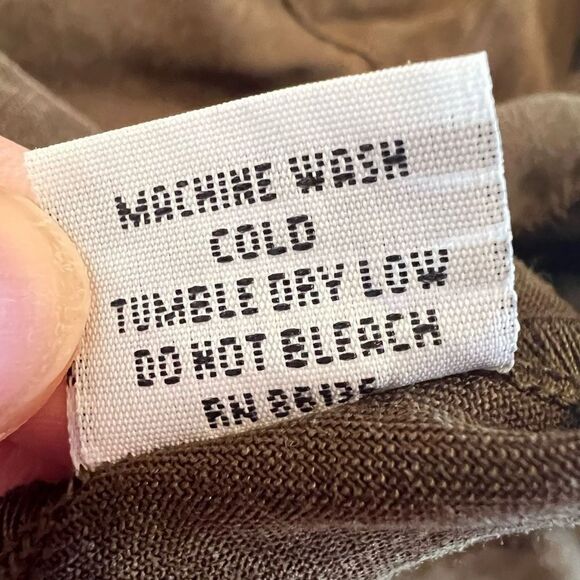 MACHINE WASH
COLD
TUMBLE DRY LOW
DO NOT BLEACH
RN